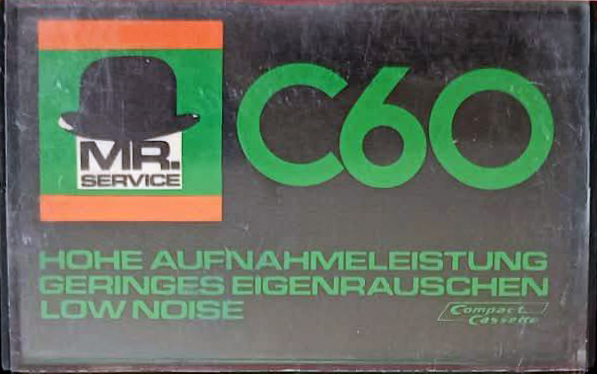 MR.
SERVICE
C60
HOHE AUFNAHMELEISTUNG
GERINGES EIGENRAUSCHEN
LOW NOISE
Compact
Cassette